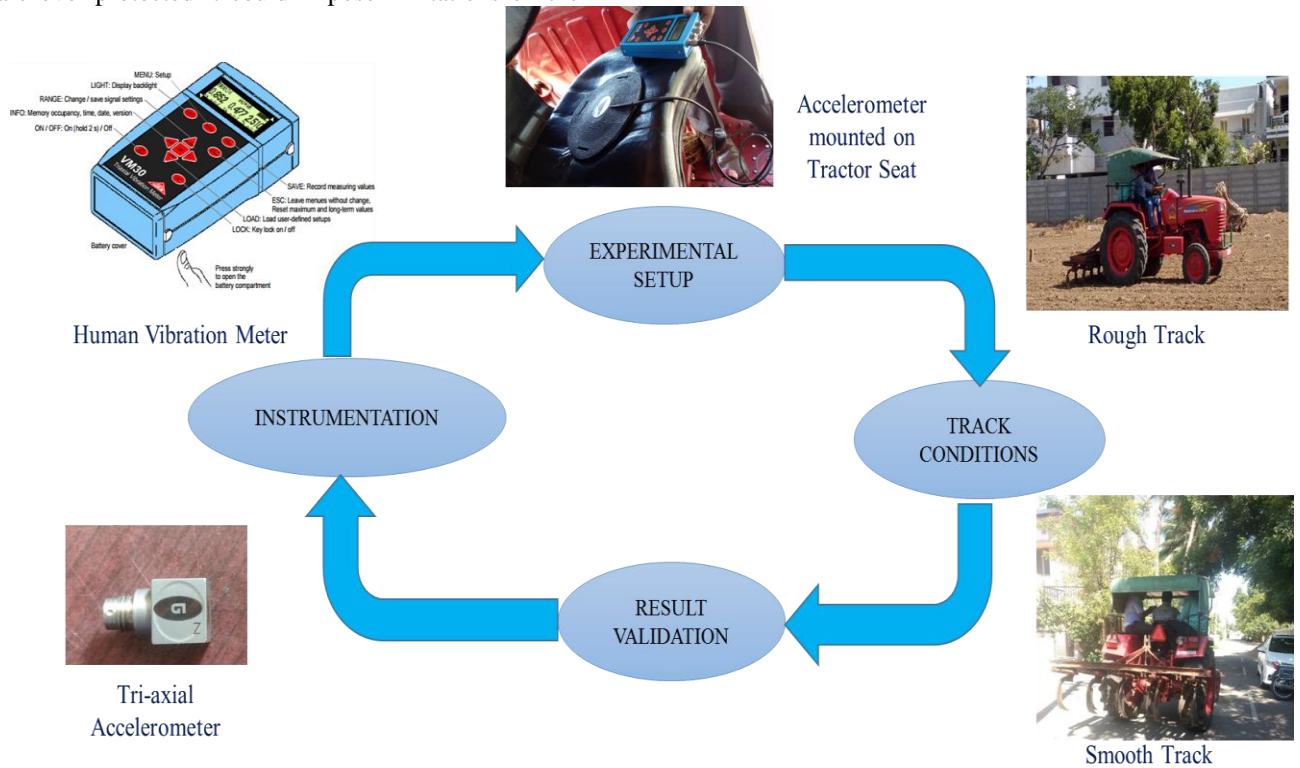 MENU: Setup
LIGHT: Display backlight
RANGE: Change / save signal settings
INFO: Memory occupancy, time, date, version
ON / OFF: On (hold 2 s) / Off
VM30
Triaxial Vibration Meter
SAVE: Record measuring values
ESC: Leave menues without change,
Reset maximum and long-term values
LOAD: Load user-defined setups
LOCK: Key lock on / off
Battery cover
Press strongly
to open the
battery compartment
Human Vibration Meter
Accelerometer
mounted on
Tractor Seat
EXPERIMENTAL
SETUP
Rough Track
INSTRUMENTATION
TRACK
CONDITIONS
RESULT
VALIDATION
Z
Tri-axial
Accelerometer
Smooth Track